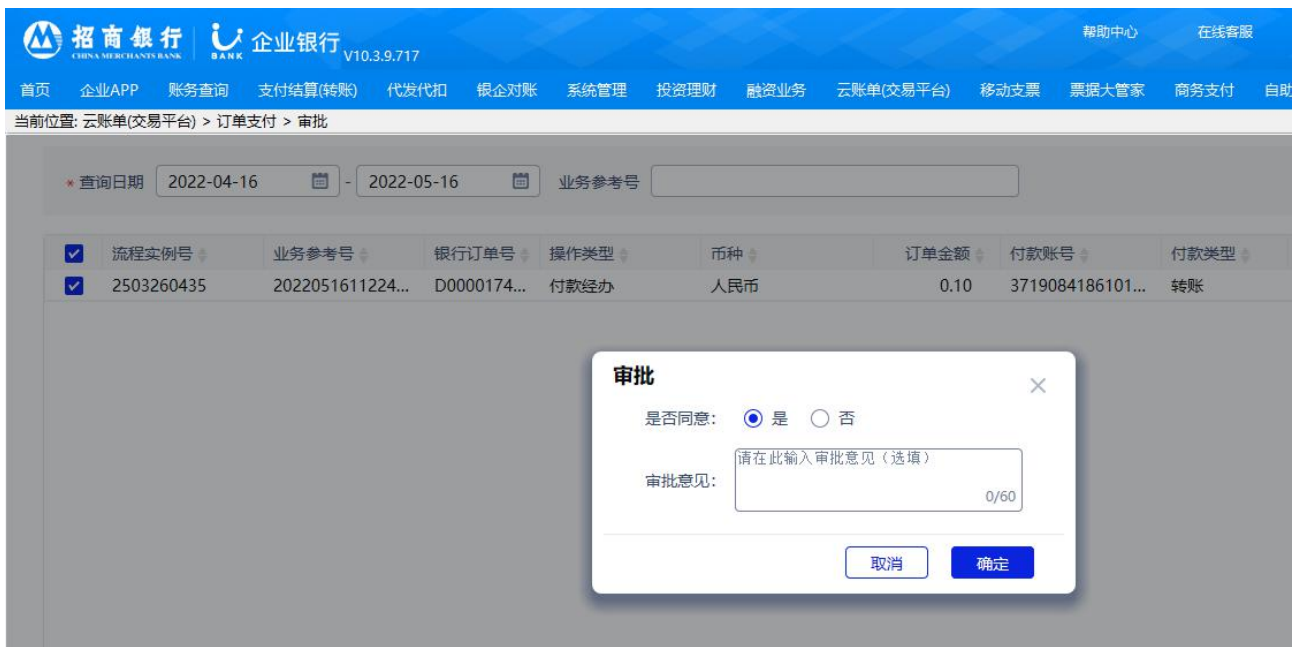 招商银行 企业银行 V10.3.9.717 帮助中心 在线客服
CHINA MERCHANTS BANK BANK
首页 企业APP 账务查询 支付结算(转账) 代发代扣 银企对账 系统管理 投资理财 融资业务 云账单(交易平台) 移动支票 票据大管家 商务支付 自助
当前位置: 云账单(交易平台) > 订单支付 > 审批
* 查询日期 2022-04-16 - 2022-05-16 业务参考号
流程实例号 业务参考号 银行订单号 操作类型 币种 订单金额 付款账号 付款类型
2503260435 2022051611224... D0000174... 付款经办 人民币 0.10 3719084186101... 转账
审批
是否同意: 是 否
请在此输入审批意见（选填）
审批意见:
0/60
取消 确定